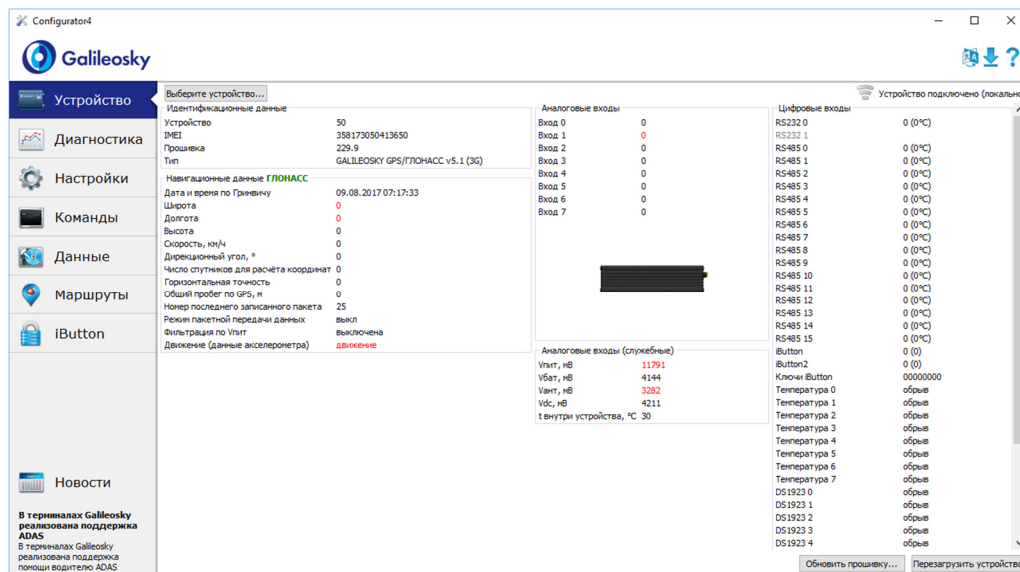 Configurator4
Galileosky
Устройство
Диагностика
Настройки
Команды
Данные
Маршруты
iButton
Новости
В терминалах Galileosky
реализована поддержка
ADAS
В терминалах Galileosky
реализована поддержка
помощи водителю ADAS
Выберите устройство...
Устройство подключено (локально
Идентификационные данные
Устройство 50
IMEI 358173050413650
Прошивка 229.9
Тип GALILEOSKY GPS/ГЛОНАСС v5.1 (3G)
Навигационные данные ГЛОНАСС
Дата и время по Гринвичу 09.08.2017 07:17:33
Широта 0
Долгота 0
Высота 0
Скорость, км/ч 0
Дирекционный угол, ° 0
Число спутников для расчёта координат 0
Горизонтальная точность 0
Общий пробег по GPS, м 0
Номер последнего записанного пакета 25
Режим пакетной передачи данных выкл
Фильтрация по Vпит выключена
Движение (данные акселерометра) движение
Аналоговые входы
Вход 0 0
Вход 1 0
Вход 2 0
Вход 3 0
Вход 4 0
Вход 5 0
Вход 6 0
Вход 7 0
Аналоговые входы (служебные)
Vпит, мВ 11791
Vбат, мВ 4144
Vант, мВ 3282
Vdc, мВ 4211
t внутри устройства, °C 30
Цифровые входы
RS232 0 0 (0°C)
RS232 1
RS485 0 0 (0°C)
RS485 1 0 (0°C)
RS485 2 0 (0°C)
RS485 3 0 (0°C)
RS485 4 0 (0°C)
RS485 5 0 (0°C)
RS485 6 0 (0°C)
RS485 7 0 (0°C)
RS485 8 0 (0°C)
RS485 9 0 (0°C)
RS485 10 0 (0°C)
RS485 11 0 (0°C)
RS485 12 0 (0°C)
RS485 13 0 (0°C)
RS485 14 0 (0°C)
RS485 15 0 (0°C)
iButton 0 (0)
iButton2 0 (0)
Ключи iButton 00000000
Температура 0 обрыв
Температура 1 обрыв
Температура 2 обрыв
Температура 3 обрыв
Температура 4 обрыв
Температура 5 обрыв
Температура 6 обрыв
Температура 7 обрыв
DS1923 0 обрыв
DS1923 1 обрыв
DS1923 2 обрыв
DS1923 3 обрыв
DS1923 4 обрыв
Обновить прошивку...
Перезагрузить устройство